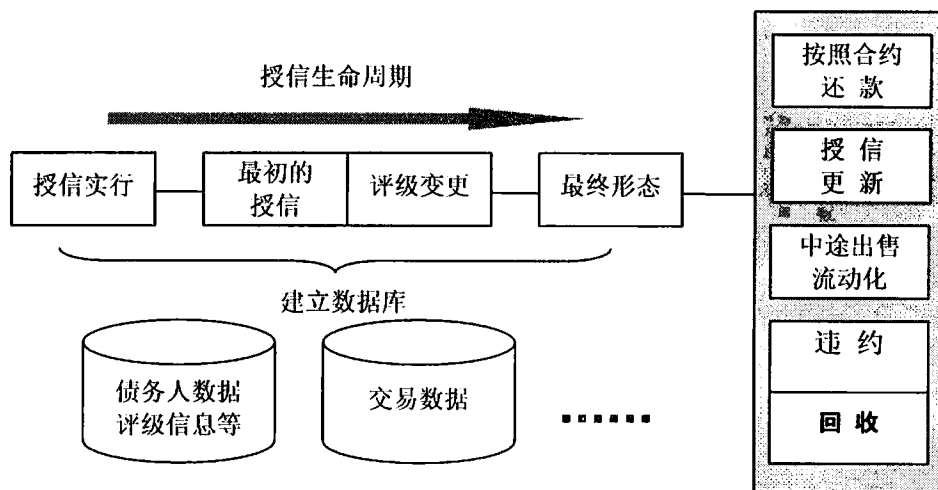 授信生命周期
授信实行
最初的
授信
评级变更
最终形态
建立数据库
债务人数据
评级信息等
交易数据
按照合约
还 款
授 信
更 新
中途出售
流动化
违 约
回 收